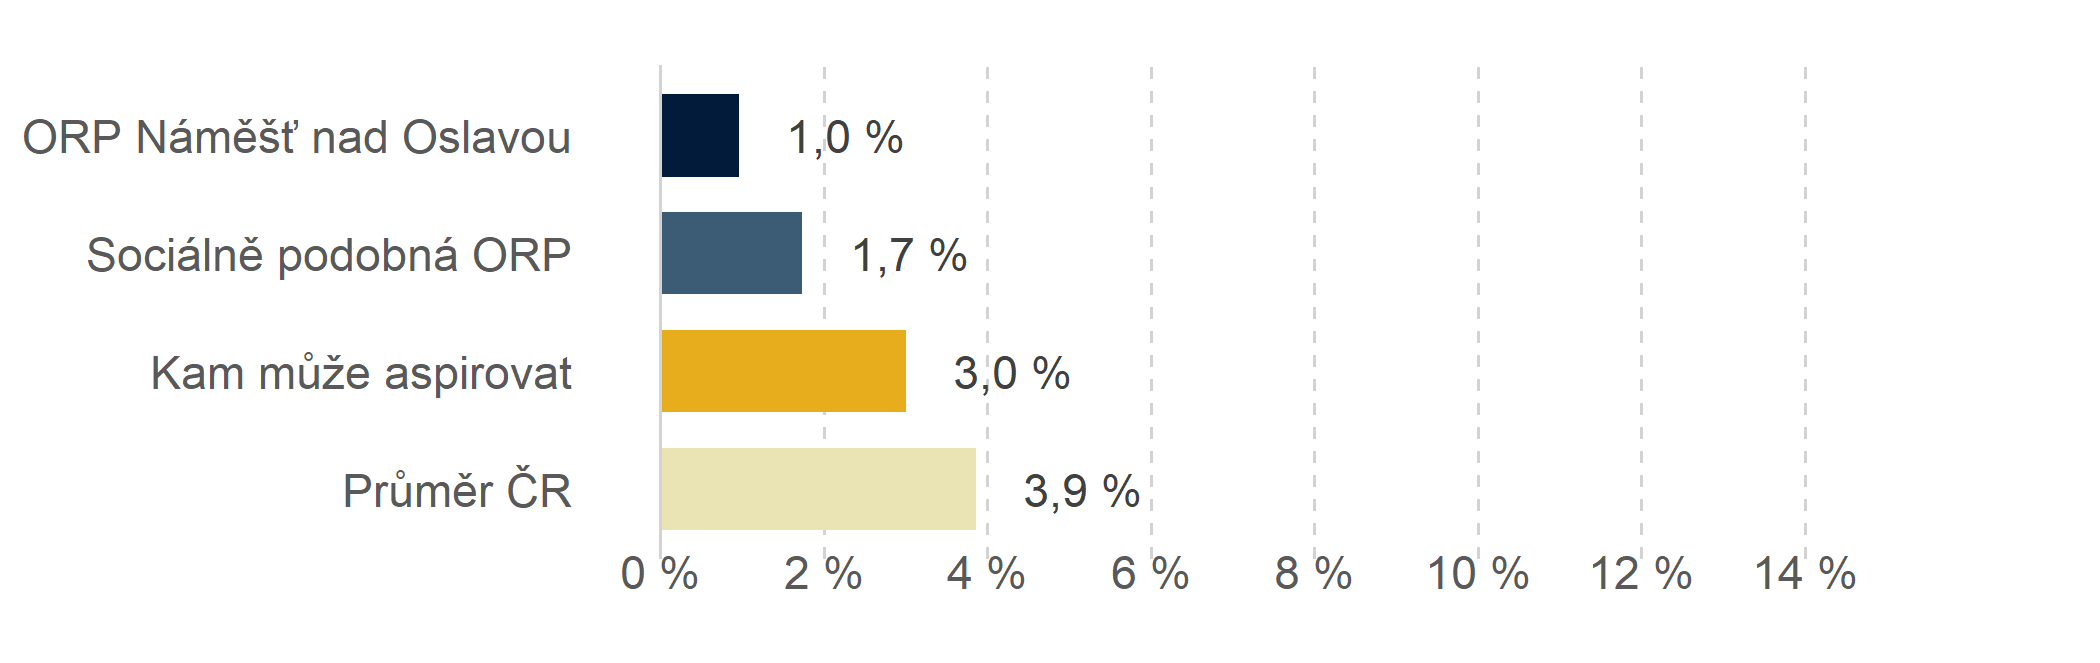 ORP Náměšť nad Oslavou 1,0 %
Sociálně podobná ORP 1,7 %
Kam může aspirovat 3,0 %
Průměr ČR 3,9 %
0 % 2 % 4 % 6 % 8 % 10 % 12 % 14 %